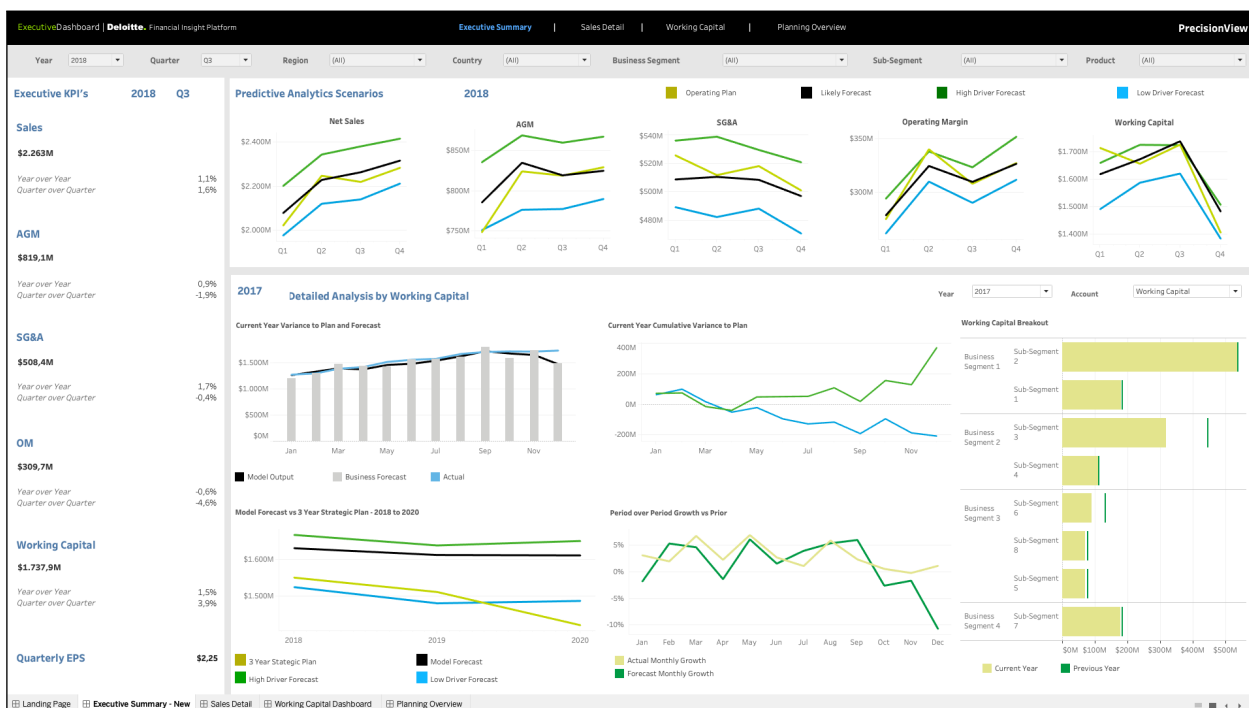 ExecutiveDashboard | Deloitte. Financial Insight Platform
Executive Summary | Sales Detail | Working Capital | Planning Overview
PrecisionView
Year 2018 Quarter Q3 Region (All) Country (All) Business Segment (All) Sub-Segment (All) Product (All)
Executive KPI's 2018 Q3
Sales
$2.263M
Year over Year 1,1%
Quarter over Quarter 1,6%
AGM
$819,1M
Year over Year 0,9%
Quarter over Quarter -1,9%
SG&A
$508,4M
Year over Year 1,7%
Quarter over Quarter -0,4%
OM
$309,7M
Year over Year -0,6%
Quarter over Quarter -4,6%
Working Capital
$1.737,9M
Year over Year 1,5%
Quarter over Quarter 3,9%
Quarterly EPS $2,25
Predictive Analytics Scenarios 2018
Operating Plan Likely Forecast High Driver Forecast Low Driver Forecast
Net Sales
$2.400M
$2.200M
$2.000M
Q1 Q2 Q3 Q4
AGM
$850M
$800M
$750M
Q1 Q2 Q3 Q4
SG&A
$540M
$520M
$500M
$480M
Q1 Q2 Q3 Q4
Operating Margin
$350M
$300M
Q1 Q2 Q3 Q4
Working Capital
$1.700M
$1.600M
$1.500M
$1.400M
Q1 Q2 Q3 Q4
2017 Detailed Analysis by Working Capital
Year 2017 Account Working Capital
Current Year Variance to Plan and Forecast
$1.500M
$1.000M
$500M
$0M
Jan Mar May Jul Sep Nov
Model Output Business Forecast Actual
Current Year Cumulative Variance to Plan
400M
200M
0M
-200M
Jan Mar May Jul Sep Nov
Model Forecast vs 3 Year Strategic Plan - 2018 to 2020
$1.600M
$1.500M
2018 2019 2020
3 Year Stategic Plan Model Forecast
High Driver Forecast Low Driver Forecast
Period over Period Growth vs Prior
5%
0%
-5%
-10%
Jan Feb Mar Apr May Jun Jul Aug Sep Oct Nov Dec
Actual Monthly Growth
Forecast Monthly Growth
Working Capital Breakout
Business Segment 1
Sub-Segment 2
Sub-Segment 1
Business Segment 2
Sub-Segment 3
Sub-Segment 4
Business Segment 3
Sub-Segment 6
Sub-Segment 8
Sub-Segment 5
Business Segment 4
Sub-Segment 7
$0M $100M $200M $300M $400M $500M
Current Year Previous Year
Landing Page Executive Summary - New Sales Detail Working Capital Dashboard Planning Overview